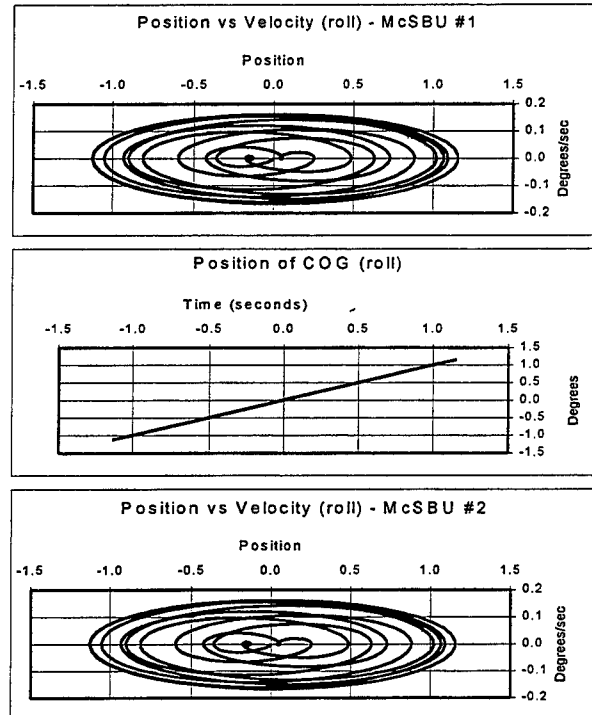 Position vs Velocity (roll) - McSBU #1
Position
-1.5 -1.0 -0.5 0.0 0.5 1.0 1.5
0.2
0.1
0.0
-0.1
-0.2
Degrees/sec
Position of COG (roll)
Time (seconds)
-1.5 -1.0 -0.5 0.0 0.5 1.0 1.5
1.5
1.0
0.5
0.0
-0.5
-1.0
-1.5
Degrees
Position vs Velocity (roll) - McSBU #2
Position
-1.5 -1.0 -0.5 0.0 0.5 1.0 1.5
0.2
0.1
0.0
-0.1
-0.2
Degrees/sec